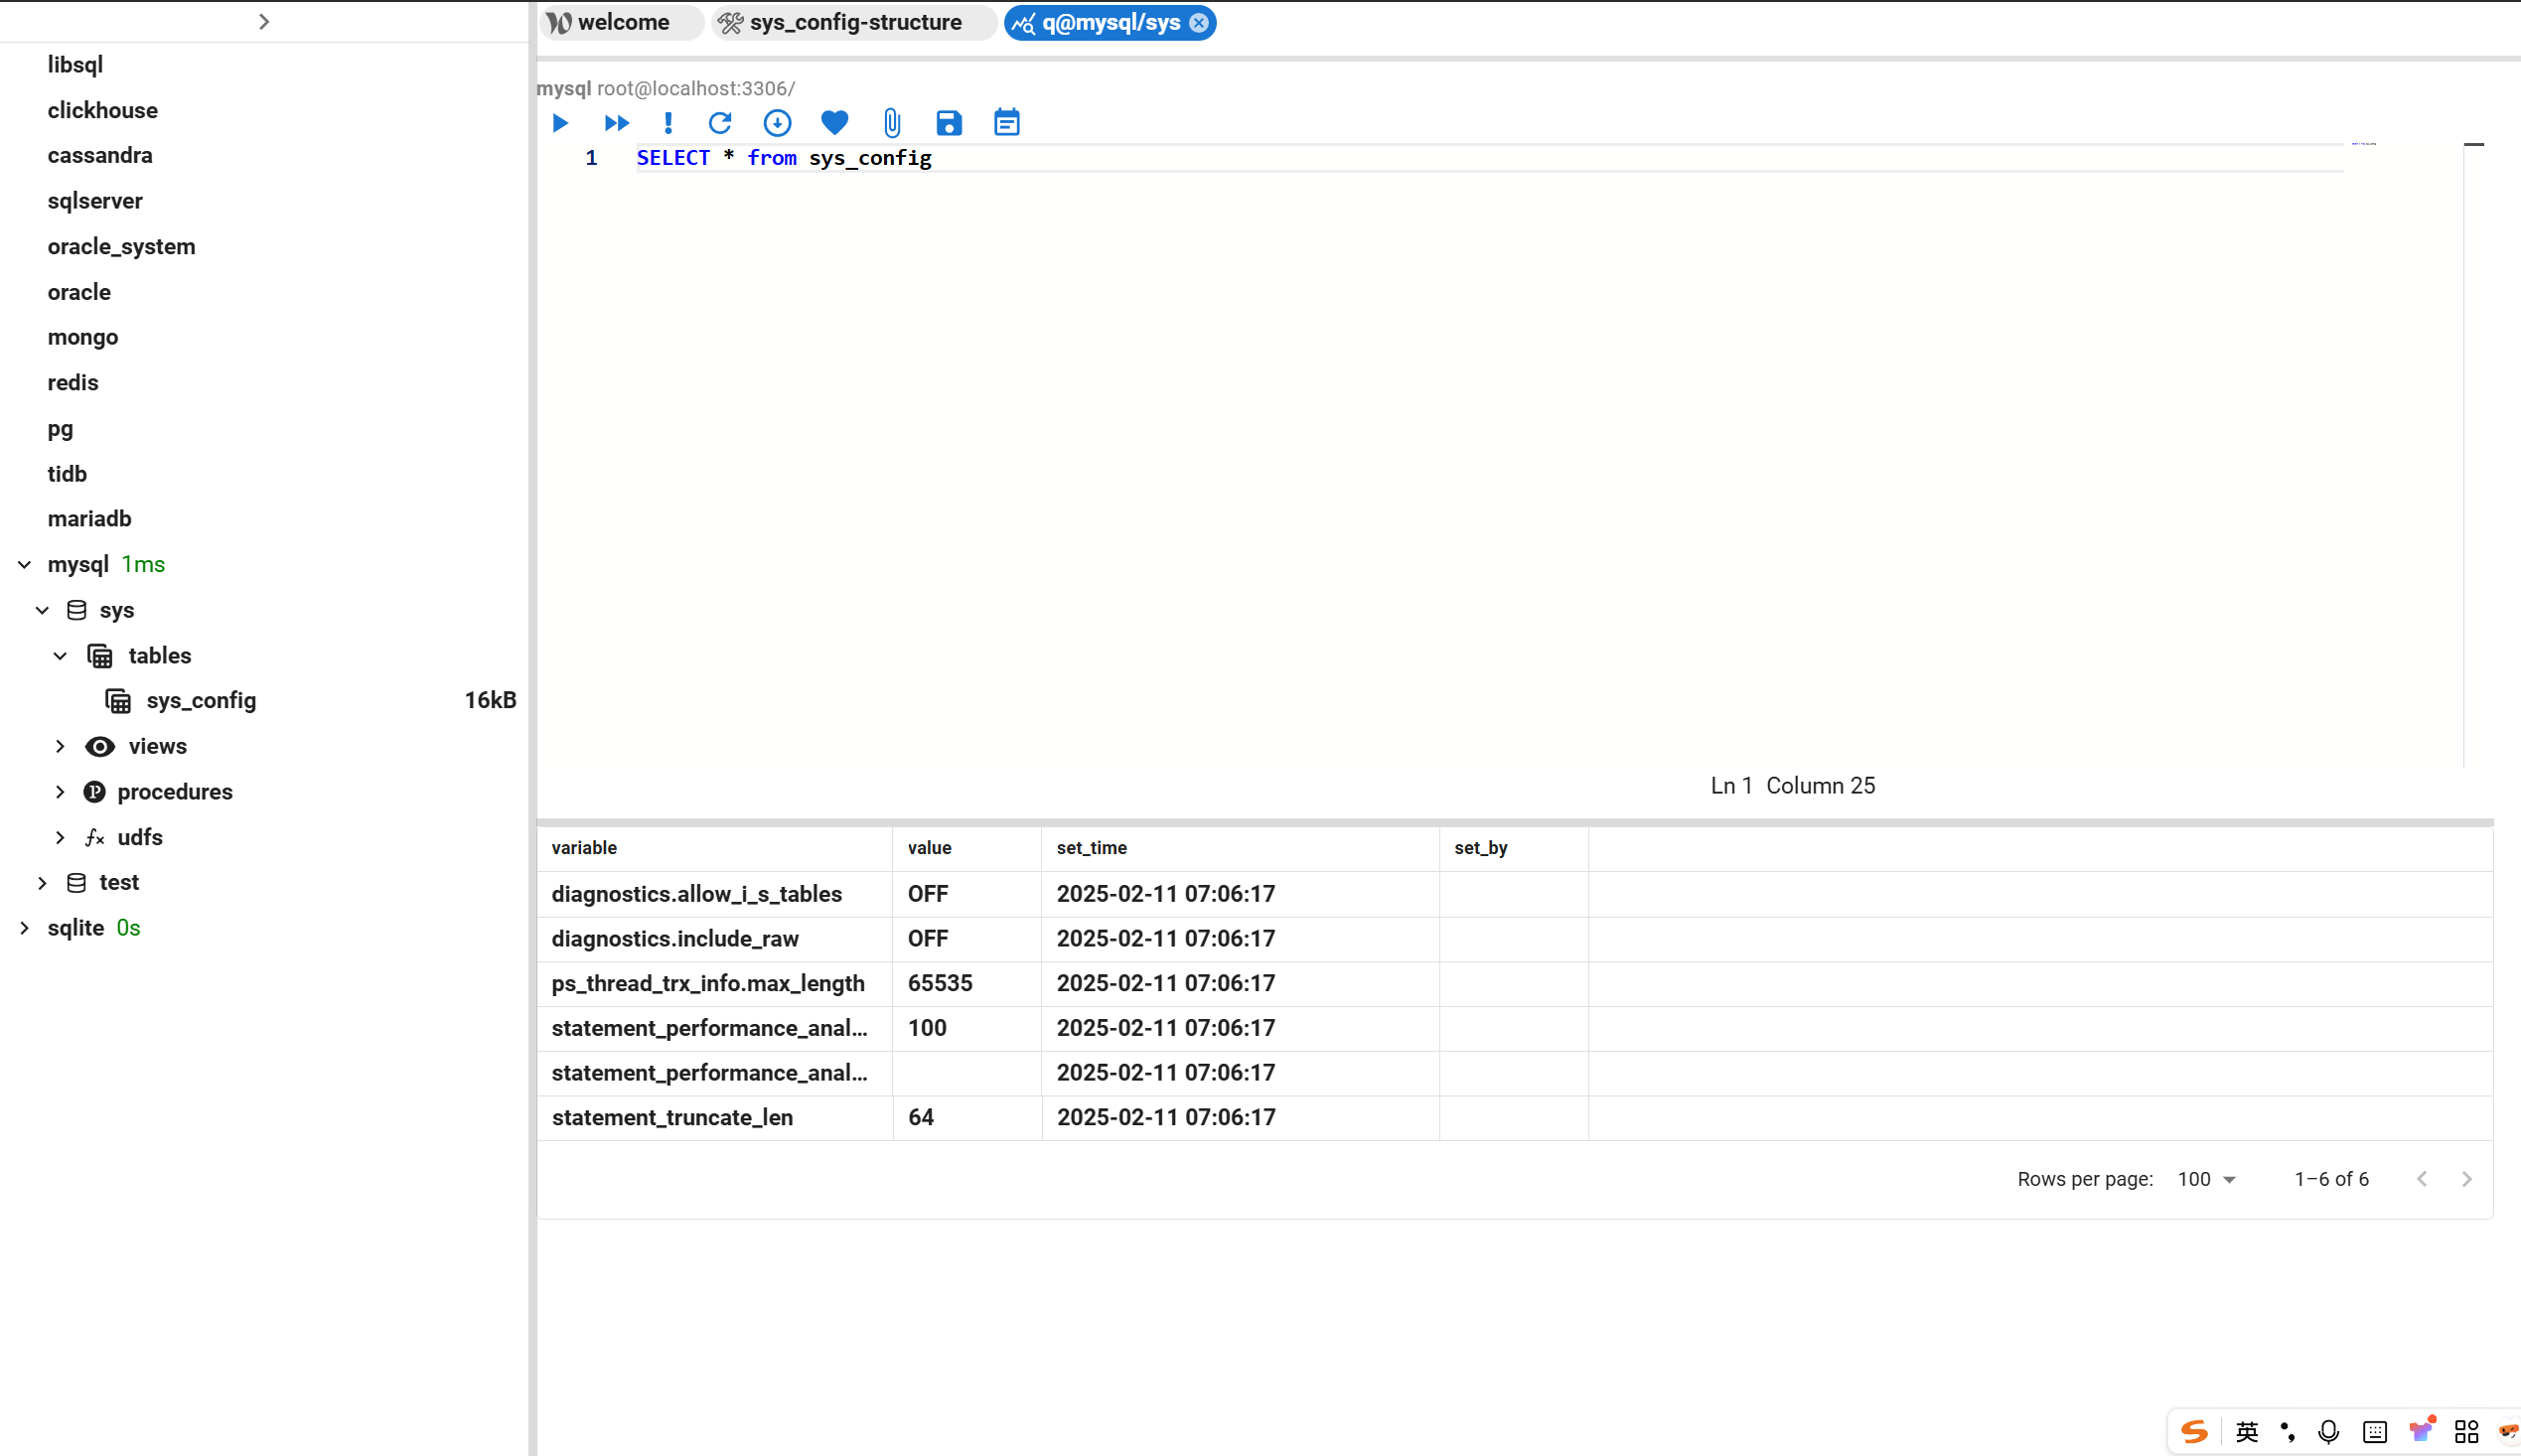 welcome sys_config-structure q@mysql/sys
libsql
clickhouse
cassandra
sqlserver
oracle_system
oracle
mongo
redis
pg
tidb
mariadb
mysql 1ms
sys
tables
sys_config 16kB
views
procedures
udfs
test
sqlite 0s
mysql root@localhost:3306/
1 SELECT * from sys_config
Ln 1 Column 25
variable value set_time set_by
diagnostics.allow_i_s_tables OFF 2025-02-11 07:06:17
diagnostics.include_raw OFF 2025-02-11 07:06:17
ps_thread_trx_info.max_length 65535 2025-02-11 07:06:17
statement_performance_anal... 100 2025-02-11 07:06:17
statement_performance_anal... 2025-02-11 07:06:17
statement_truncate_len 64 2025-02-11 07:06:17
Rows per page: 100 1–6 of 6
英